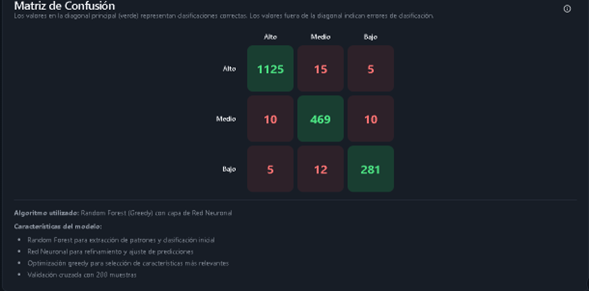 Matriz de Confusión
Los valores en la diagonal principal (verde) representan clasificaciones correctas. Los valores fuera de la diagonal indican errores de clasificación.
Alto Medio Bajo
Alto 1125 15 5
Medio 10 469 10
Bajo 5 12 281
Algoritmo utilizado: Random Forest (Greedy) con capa de Red Neuronal
Características del modelo:
• Random Forest para extracción de patrones y clasificación inicial
• Red Neuronal para refinamiento y ajuste de predicciones
• Optimización greedy para selección de características más relevantes
• Validación cruzada con 200 muestras